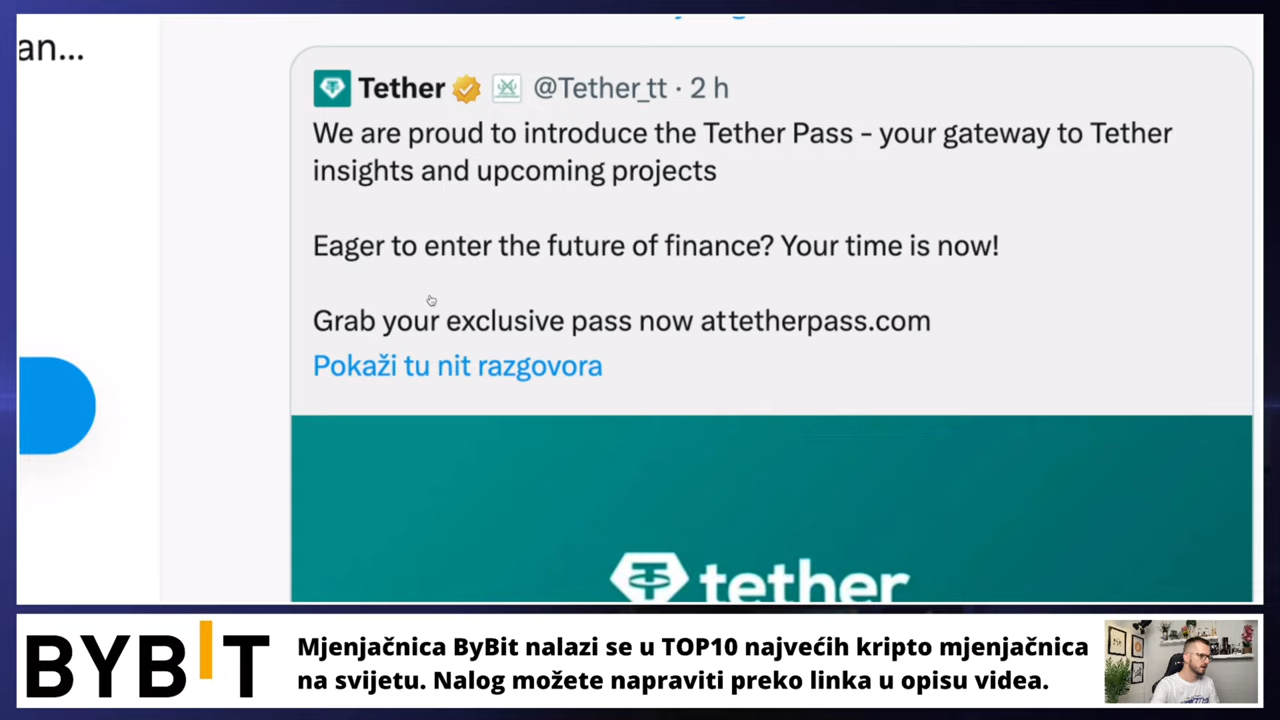 an...
Tether @Tether_tt · 2 h
We are proud to introduce the Tether Pass - your gateway to Tether
insights and upcoming projects
Eager to enter the future of finance? Your time is now!
Grab your exclusive pass now attetherpass.com
Pokaži tu nit razgovora
tether
BYBIT
Mjenjačnica ByBit nalazi se u TOP10 najvećih kripto mjenjačnica
na svijetu. Nalog možete napraviti preko linka u opisu videa.